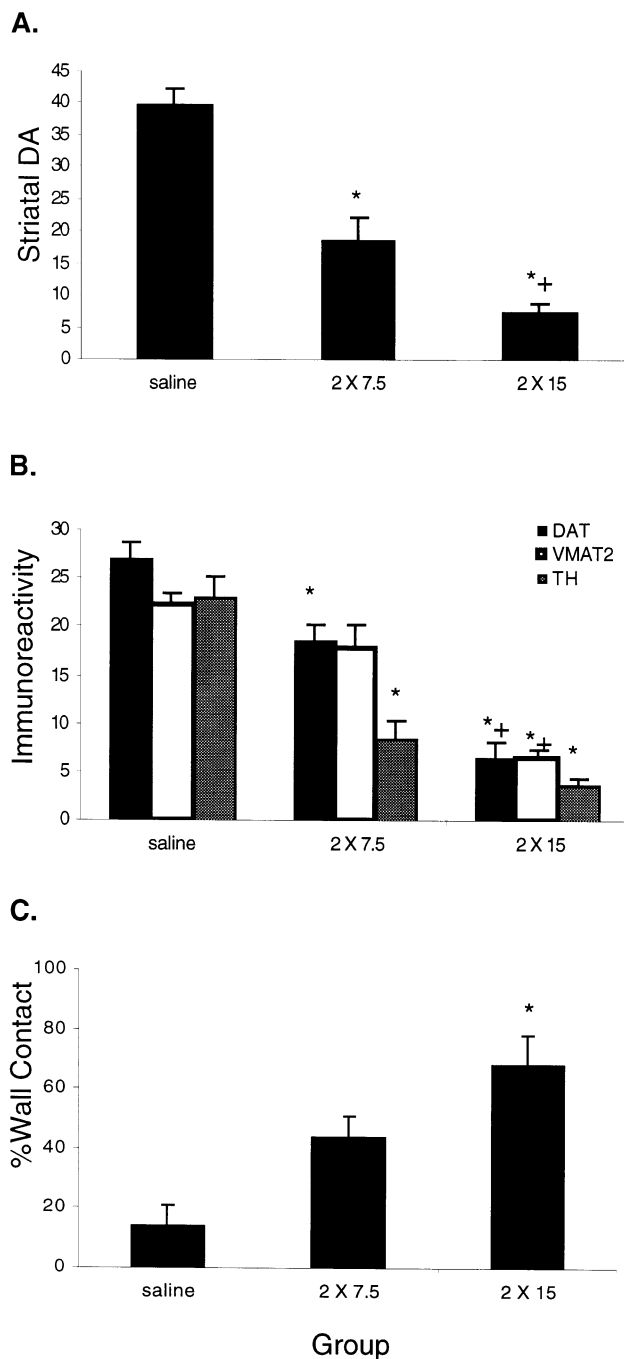 A.
Striatal DA
45
40
35
30
25
20
15
10
5
0
*
*+
saline 2 X 7.5 2 X 15
B.
Immunoreactivity
30
25
20
15
10
5
0
DAT
VMAT2
TH
*
*
*+ *+ *
saline 2 X 7.5 2 X 15
C.
%Wall Contact
100
80
60
40
20
0
*
saline 2 X 7.5 2 X 15
Group